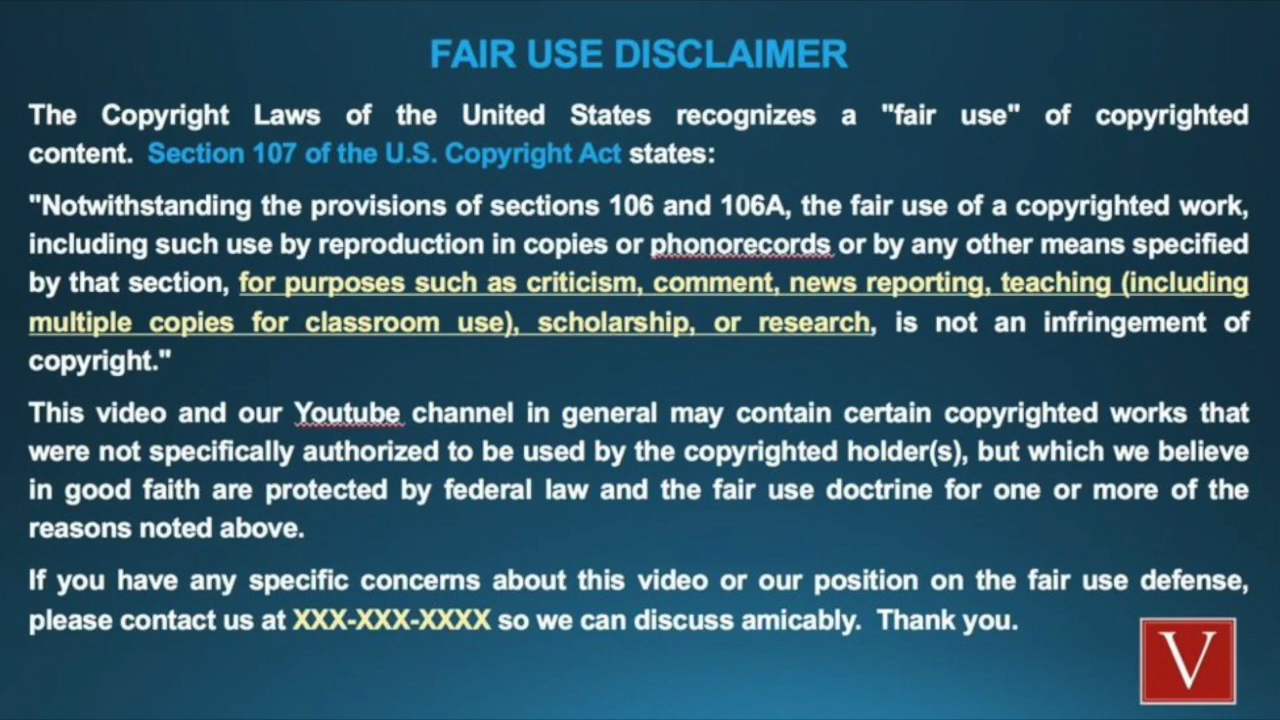 FAIR USE DISCLAIMER
The Copyright Laws of the United States recognizes a "fair use" of copyrighted
content. Section 107 of the U.S. Copyright Act states:
"Notwithstanding the provisions of sections 106 and 106A, the fair use of a copyrighted work,
including such use by reproduction in copies or phonorecords or by any other means specified
by that section, for purposes such as criticism, comment, news reporting, teaching (including
multiple copies for classroom use), scholarship, or research, is not an infringement of
copyright."
This video and our Youtube channel in general may contain certain copyrighted works that
were not specifically authorized to be used by the copyrighted holder(s), but which we believe
in good faith are protected by federal law and the fair use doctrine for one or more of the
reasons noted above.
If you have any specific concerns about this video or our position on the fair use defense,
please contact us at XXX-XXX-XXXX so we can discuss amicably. Thank you.
V